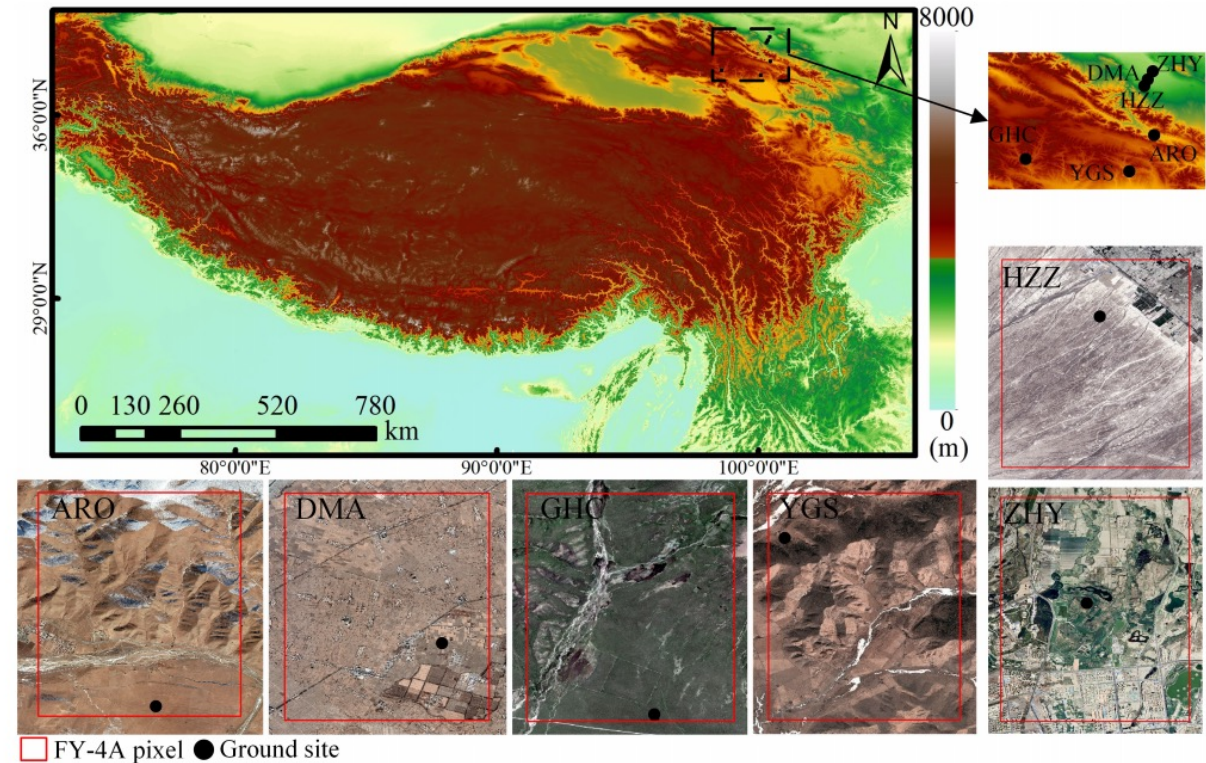 N
8000
0
(m)
36°0'0"N
29°0'0"N
0 130 260 520 780
km
80°0'0"E 90°0'0"E 100°0'0"E
ZHY
DMA
HZZ
GHC
ARO
YGS
HZZ
ARO
DMA
GHC
YGS
ZHY
FY-4A pixel
Ground site